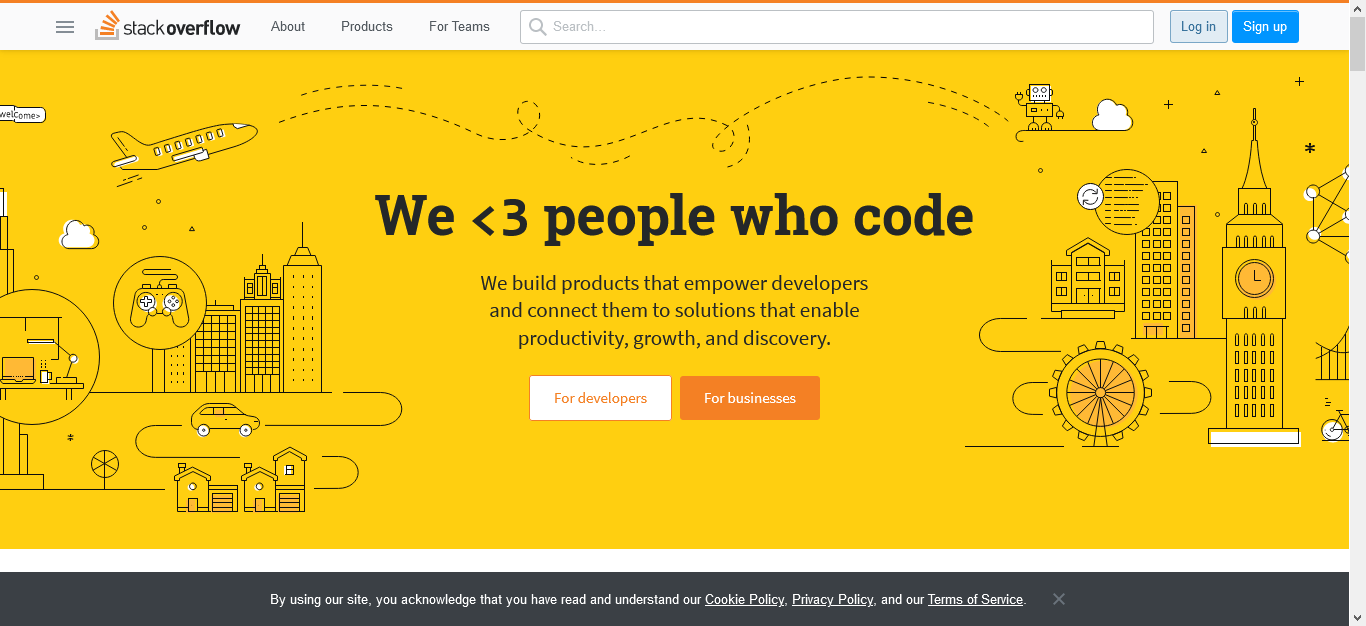 stackoverflow About Products For Teams Search... Log in Sign up
welcome>
We <3 people who code
We build products that empower developers
and connect them to solutions that enable
productivity, growth, and discovery.
For developers For businesses
By using our site, you acknowledge that you have read and understand our Cookie Policy, Privacy Policy, and our Terms of Service.